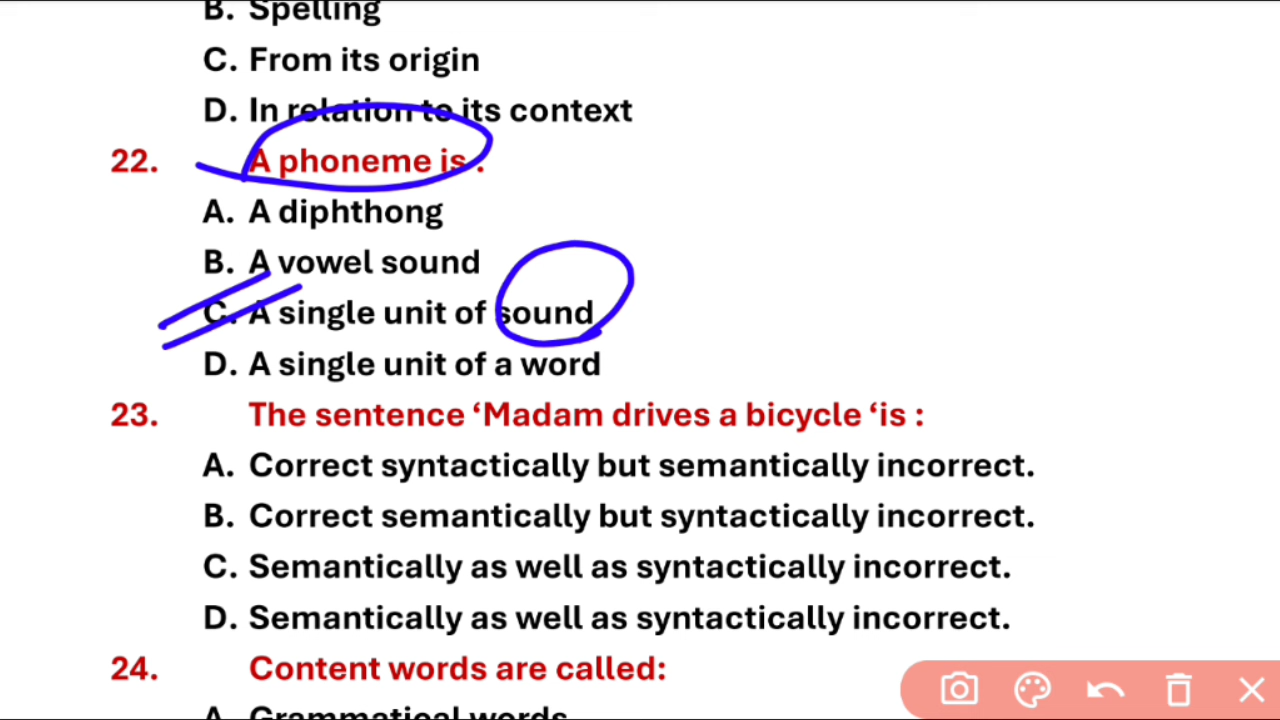 B. Spelling
C. From its origin
D. In relation to its context
22. A phoneme is :
A. A diphthong
B. A vowel sound
C. A single unit of sound
D. A single unit of a word
23. The sentence ‘Madam drives a bicycle ‘is :
A. Correct syntactically but semantically incorrect.
B. Correct semantically but syntactically incorrect.
C. Semantically as well as syntactically incorrect.
D. Semantically as well as syntactically incorrect.
24. Content words are called:
A. Grammatical words